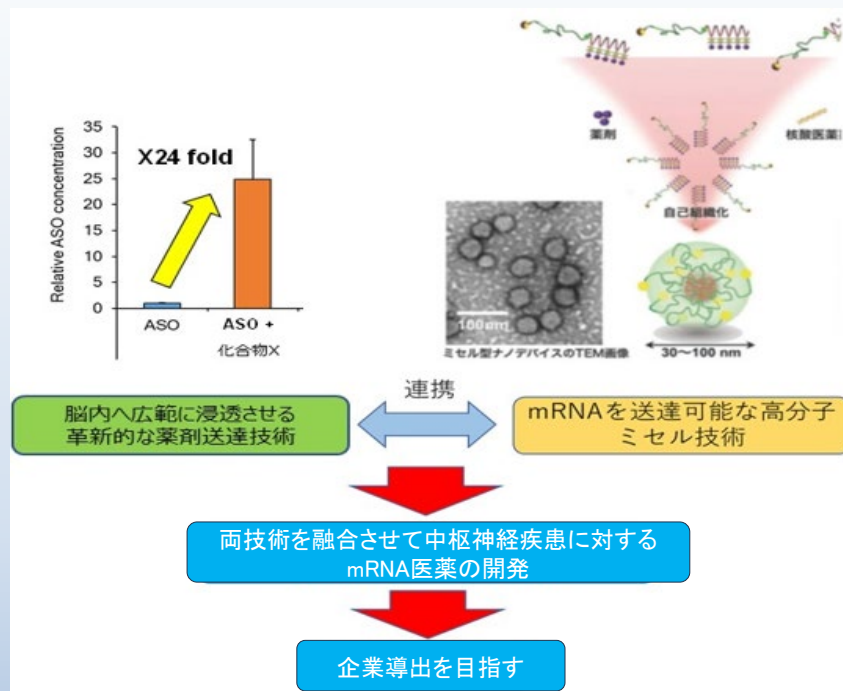 35
30
25
20
15
10
5
0
Relative ASO concentration
X24 fold
ASO
ASO +
化合物X
薬剤
核酸医薬
自己組織化
100nm
ミセル型ナノデバイスのTEM画像
30～100 nm
連携
脳内へ広範に浸透させる
革新的な薬剤送達技術
mRNAを送達可能な高分子
ミセル技術
両技術を融合させて中枢神経疾患に対する
mRNA医薬の開発
企業導出を目指す